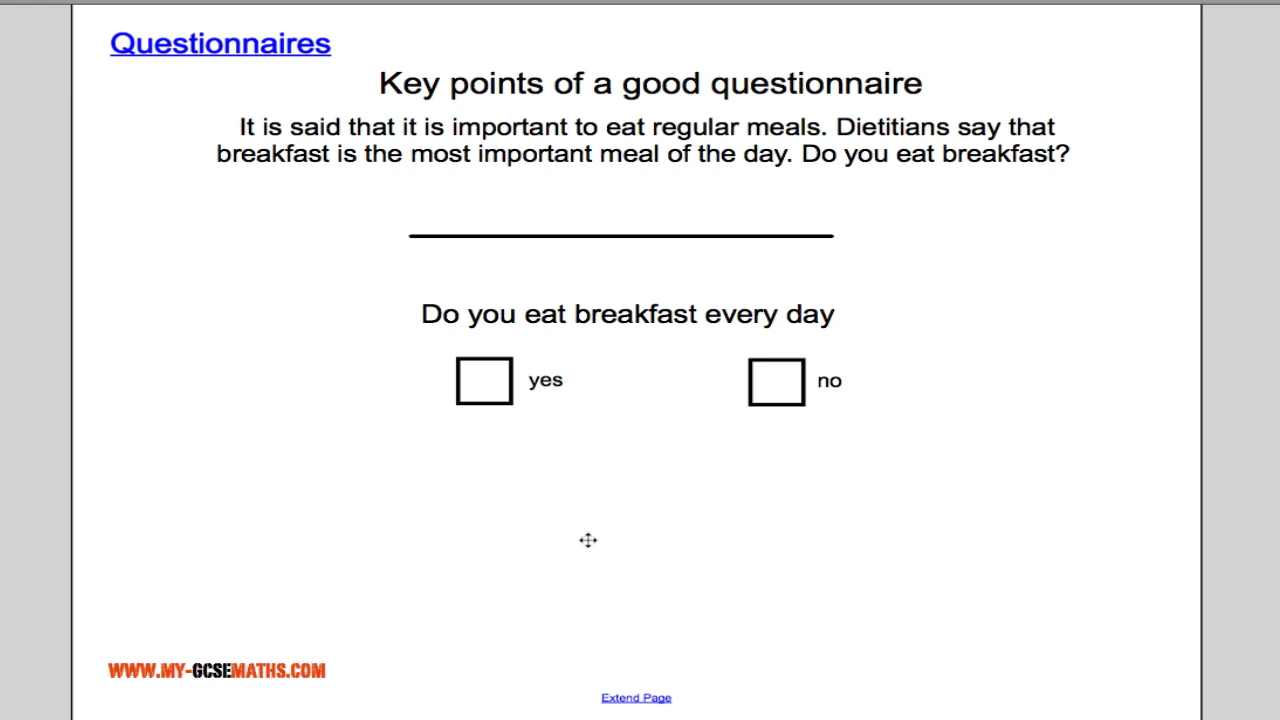 Questionnaires
Key points of a good questionnaire
It is said that it is important to eat regular meals. Dietitians say that
breakfast is the most important meal of the day. Do you eat breakfast?
Do you eat breakfast every day
yes
no
WWW.MY-GCSEMATHS.COM
Extend Page